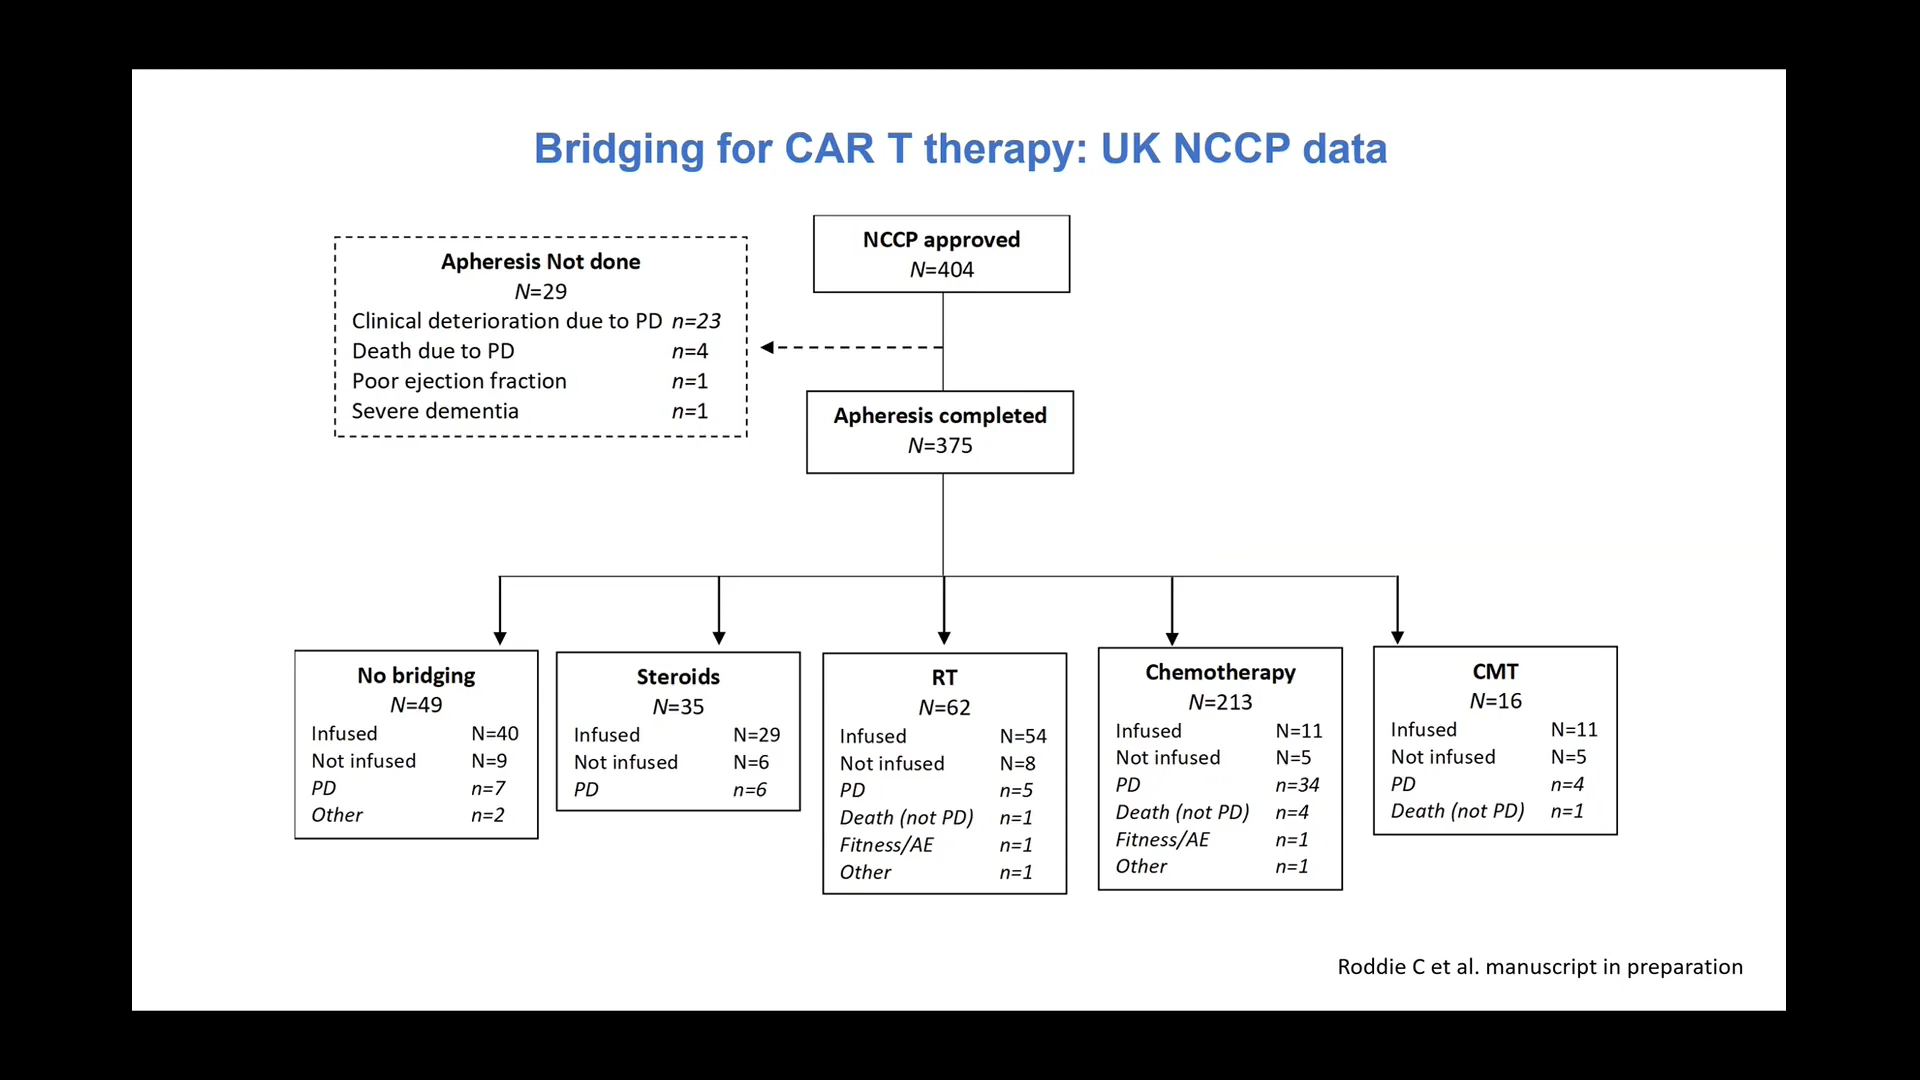 Bridging for CAR T therapy: UK NCCP data
NCCP approved
N=404
Apheresis Not done
N=29
Clinical deterioration due to PD n=23
Death due to PD n=4
Poor ejection fraction n=1
Severe dementia n=1
Apheresis completed
N=375
No bridging
N=49
Infused N=40
Not infused N=9
PD n=7
Other n=2
Steroids
N=35
Infused N=29
Not infused N=6
PD n=6
RT
N=62
Infused N=54
Not infused N=8
PD n=5
Death (not PD) n=1
Fitness/AE n=1
Other n=1
Chemotherapy
N=213
Infused N=11
Not infused N=5
PD n=34
Death (not PD) n=4
Fitness/AE n=1
Other n=1
CMT
N=16
Infused N=11
Not infused N=5
PD n=4
Death (not PD) n=1
Roddie C et al. manuscript in preparation